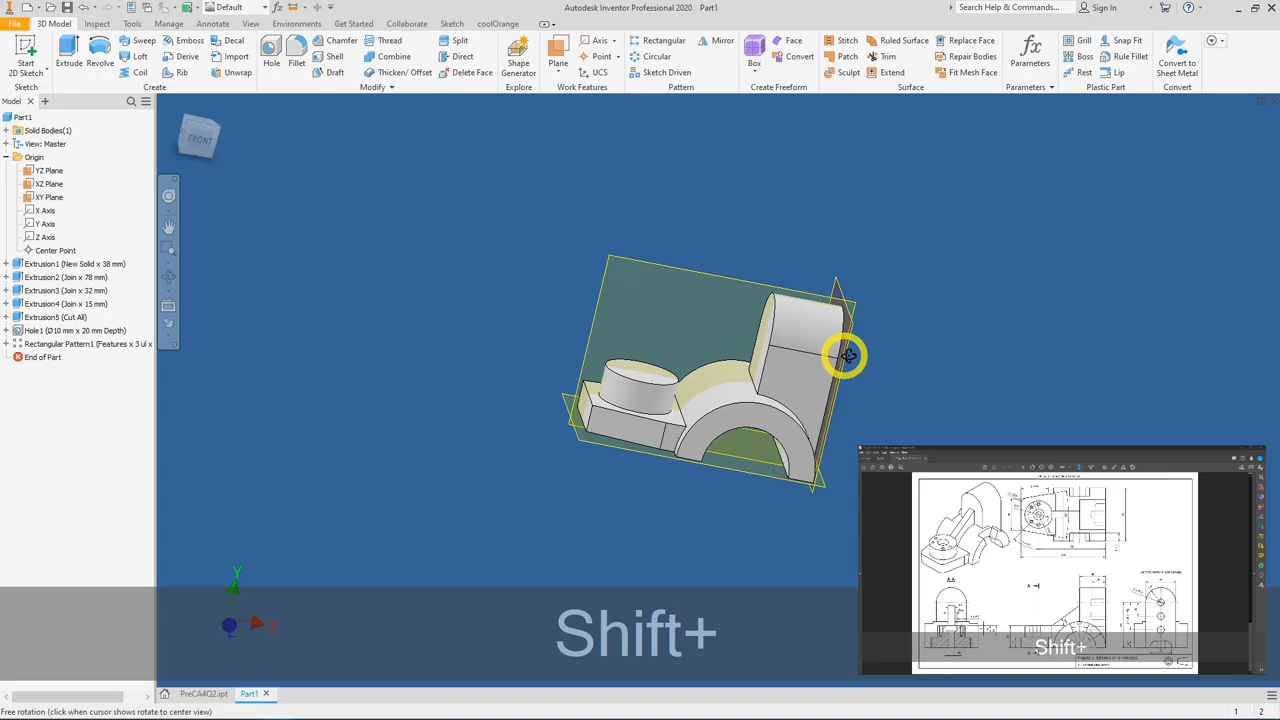 Default
Autodesk Inventor Professional 2020 Part1
Search Help & Commands...
Sign In
File 3D Model Inspect Tools Manage Annotate View Environments Get Started Collaborate Sketch coolOrange
Start
2D Sketch
Sketch
Extrude Revolve
Sweep Emboss Decal
Loft Derive Import
Coil Rib Unwrap
Create
Hole Fillet
Chamfer Thread Split
Shell Combine Direct
Draft Thicken/ Offset Delete Face
Modify
Shape
Generator
Explore
Plane
Axis
Point
UCS
Work Features
Rectangular Mirror
Circular
Sketch Driven
Pattern
Box
Face
Convert
Create Freeform
Stitch Ruled Surface Replace Face
Patch Trim Repair Bodies
Sculpt Extend Fit Mesh Face
Surface
Parameters
Parameters
Grill Snap Fit
Boss Rule Fillet
Rest Lip
Plastic Part
Convert to
Sheet Metal
Convert
Model
Part1
Solid Bodies(1)
View: Master
Origin
YZ Plane
XZ Plane
XY Plane
X Axis
Y Axis
Z Axis
Center Point
Extrusion1 (New Solid x 38 mm)
Extrusion2 (Join x 78 mm)
Extrusion3 (Join x 32 mm)
Extrusion4 (Join x 15 mm)
Extrusion5 (Cut All)
Hole1 (Ø10 mm x 20 mm Depth)
Rectangular Pattern1 (Features x 3 ul x
End of Part
FRONT
Y
X
Z
Shift+
Shift+
PreCA4Q2.ipt Part1
Free rotation (click when cursor shows rotate to center view)
1 2